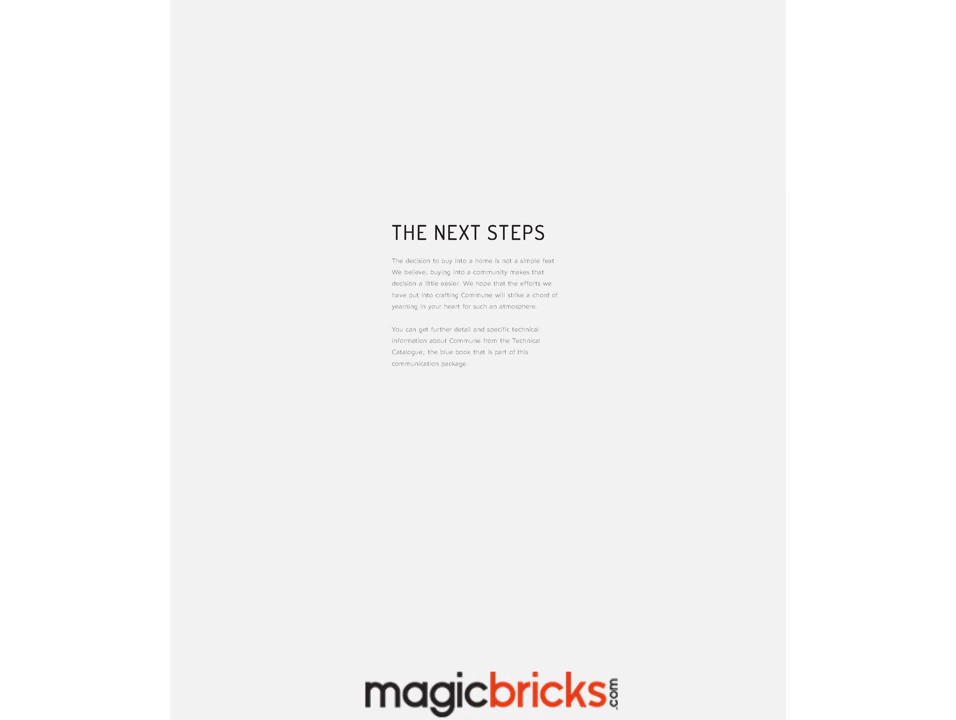 THE NEXT STEPS
The decision to buy into a home is not a simple feat.
We believe, buying into a community makes that
decision a little easier. We hope that the efforts we
have put into crafting Commune will strike a chord of
yearning in your heart for such an atmosphere.
You can get further detail and specific technical
information about Commune from the Technical
Catalogue; the blue book that is part of this
communication package.
magicbricks.com